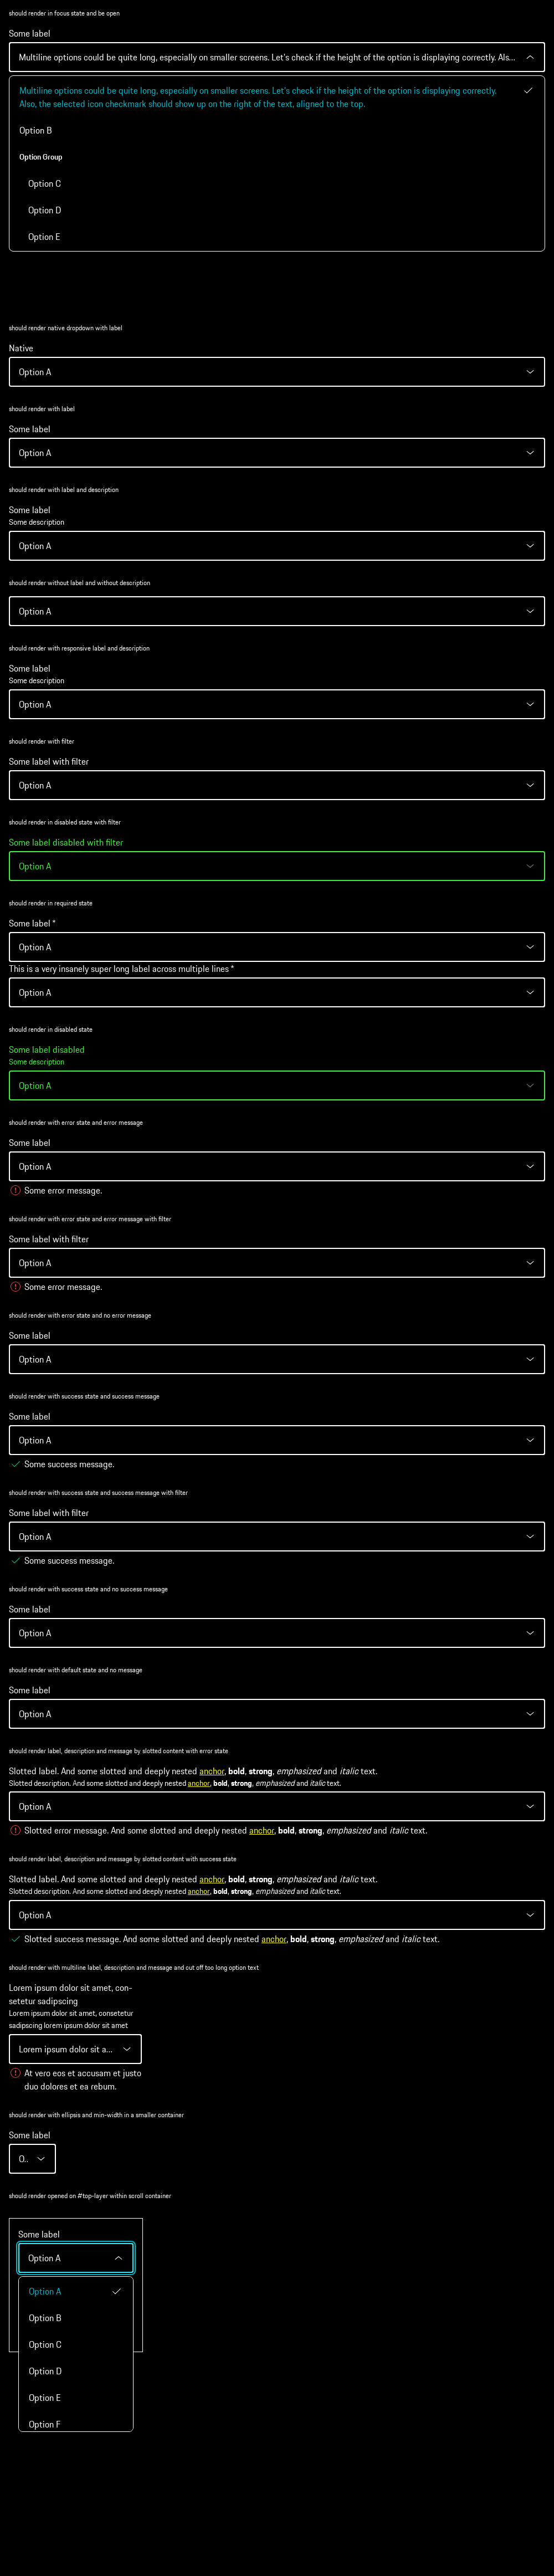 should render in focus state and be open
Some label
Multiline options could be quite long, especially on smaller screens. Let's check if the height of the option is displaying correctly. Als...
Multiline options could be quite long, especially on smaller screens. Let's check if the height of the option is displaying correctly.
Also, the selected icon checkmark should show up on the right of the text, aligned to the top.
Option B
Option Group
Option C
Option D
Option E
should render native dropdown with label
Native
Option A
should render with label
Some label
Option A
should render with label and description
Some label
Some description
Option A
should render without label and without description
Option A
should render with responsive label and description
Some label
Some description
Option A
should render with filter
Some label with filter
Option A
should render in disabled state with filter
Some label disabled with filter
Option A
should render in required state
Some label *
Option A
This is a very insanely super long label across multiple lines *
Option A
should render in disabled state
Some label disabled
Some description
Option A
should render with error state and error message
Some label
Option A
Some error message.
should render with error state and error message with filter
Some label with filter
Option A
Some error message.
should render with error state and no error message
Some label
Option A
should render with success state and success message
Some label
Option A
Some success message.
should render with success state and success message with filter
Some label with filter
Option A
Some success message.
should render with success state and no success message
Some label
Option A
should render with default state and no message
Some label
Option A
should render label, description and message by slotted content with error state
Slotted label. And some slotted and deeply nested anchor, bold, strong, emphasized and italic text.
Slotted description. And some slotted and deeply nested anchor, bold, strong, emphasized and italic text.
Option A
Slotted error message. And some slotted and deeply nested anchor, bold, strong, emphasized and italic text.
should render label, description and message by slotted content with success state
Slotted label. And some slotted and deeply nested anchor, bold, strong, emphasized and italic text.
Slotted description. And some slotted and deeply nested anchor, bold, strong, emphasized and italic text.
Option A
Slotted success message. And some slotted and deeply nested anchor, bold, strong, emphasized and italic text.
should render with multiline label, description and message and cut off too long option text
Lorem ipsum dolor sit amet, con-
setetur sadipscing
Lorem ipsum dolor sit amet, consetetur
sadipscing lorem ipsum dolor sit amet
Lorem ipsum dolor sit a...
At vero eos et accusam et justo
duo dolores et ea rebum.
should render with ellipsis and min-width in a smaller container
Some label
O...
should render opened on #top-layer within scroll container
Some label
Option A
Option A
Option B
Option C
Option D
Option E
Option F